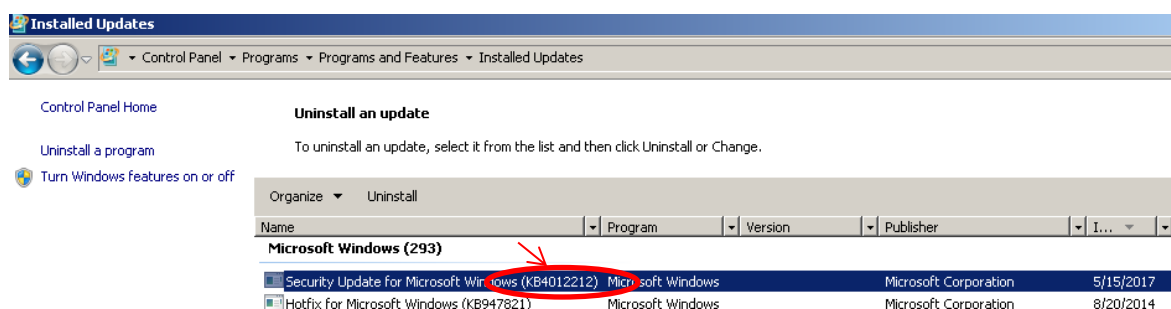 Installed Updates
Control Panel Programs Programs and Features Installed Updates
Control Panel Home
Uninstall a program
Turn Windows features on or off
Uninstall an update
To uninstall an update, select it from the list and then click Uninstall or Change.
Organize Uninstall
Name Program Version Publisher I...
Microsoft Windows (293)
Security Update for Microsoft Windows (KB4012212) Microsoft Windows Microsoft Corporation 5/15/2017
Hotfix for Microsoft Windows (KB947821) Microsoft Windows Microsoft Corporation 8/20/2014